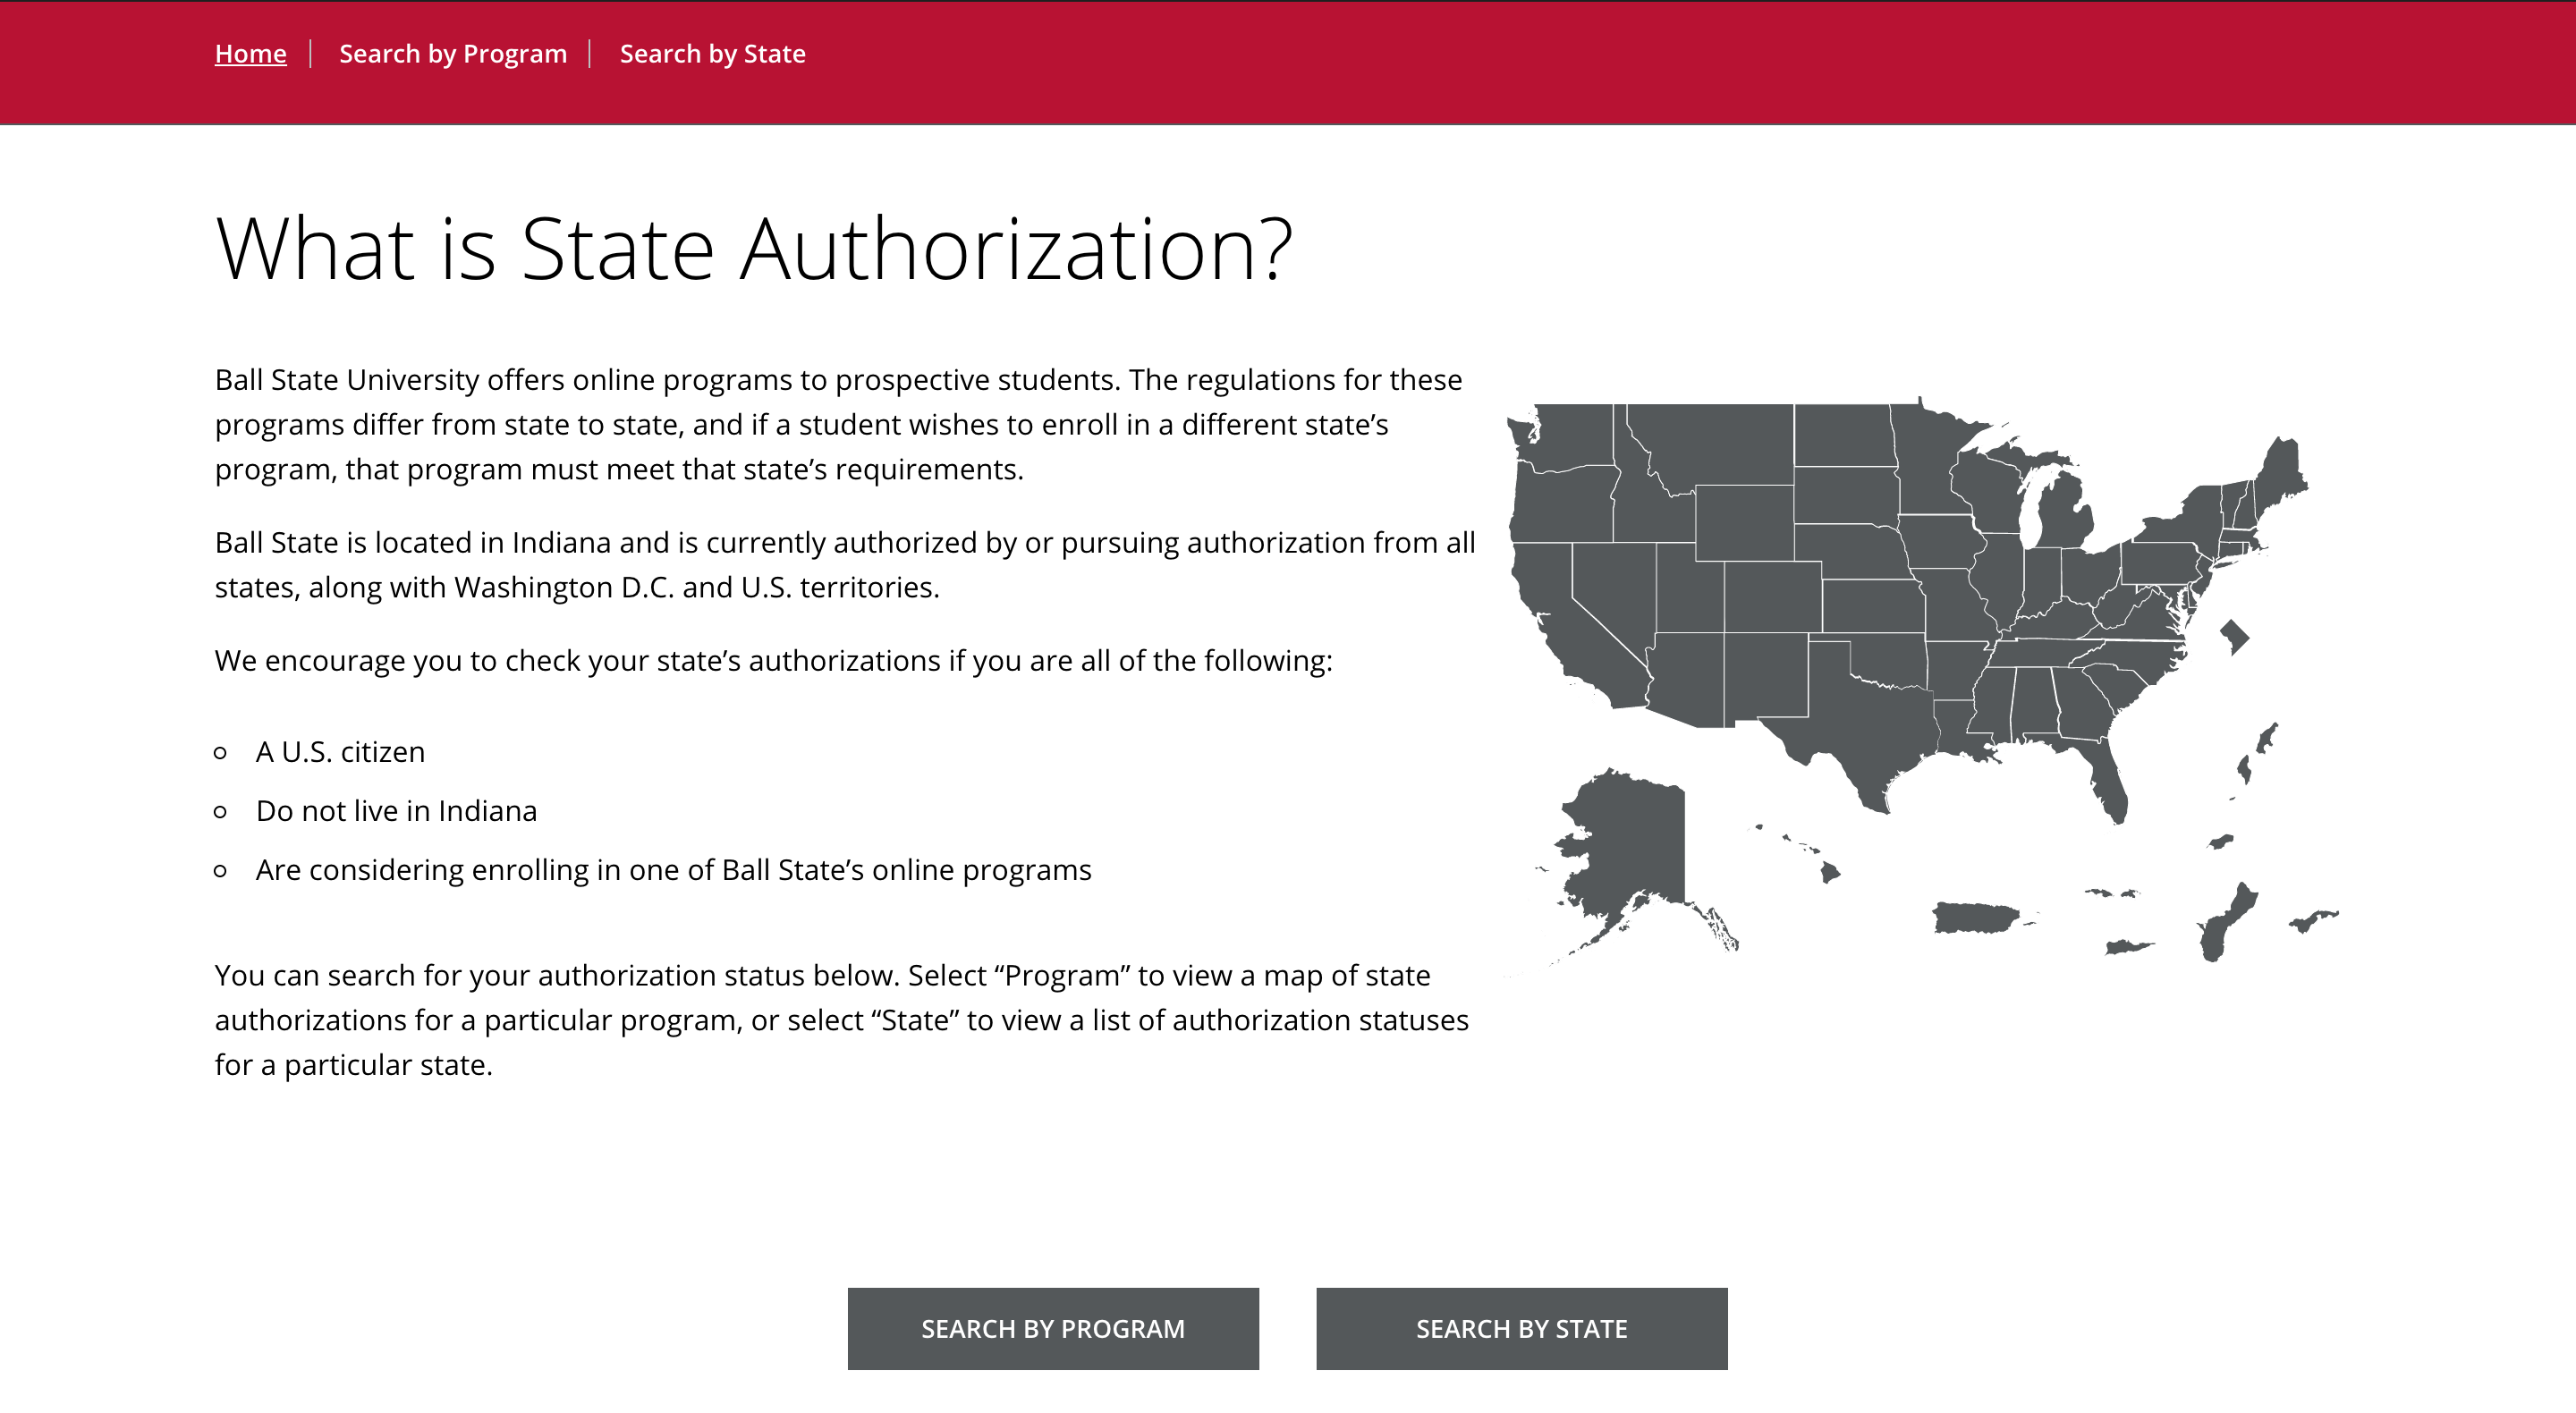 Home
Search by Program
Search by State
What is State Authorization?
Ball State University offers online programs to prospective students. The regulations for these
programs differ from state to state, and if a student wishes to enroll in a different state’s
program, that program must meet that state’s requirements.
Ball State is located in Indiana and is currently authorized by or pursuing authorization from all
states, along with Washington D.C. and U.S. territories.
We encourage you to check your state’s authorizations if you are all of the following:
A U.S. citizen
Do not live in Indiana
Are considering enrolling in one of Ball State’s online programs
You can search for your authorization status below. Select “Program” to view a map of state
authorizations for a particular program, or select “State” to view a list of authorization statuses
for a particular state.
SEARCH BY PROGRAM
SEARCH BY STATE